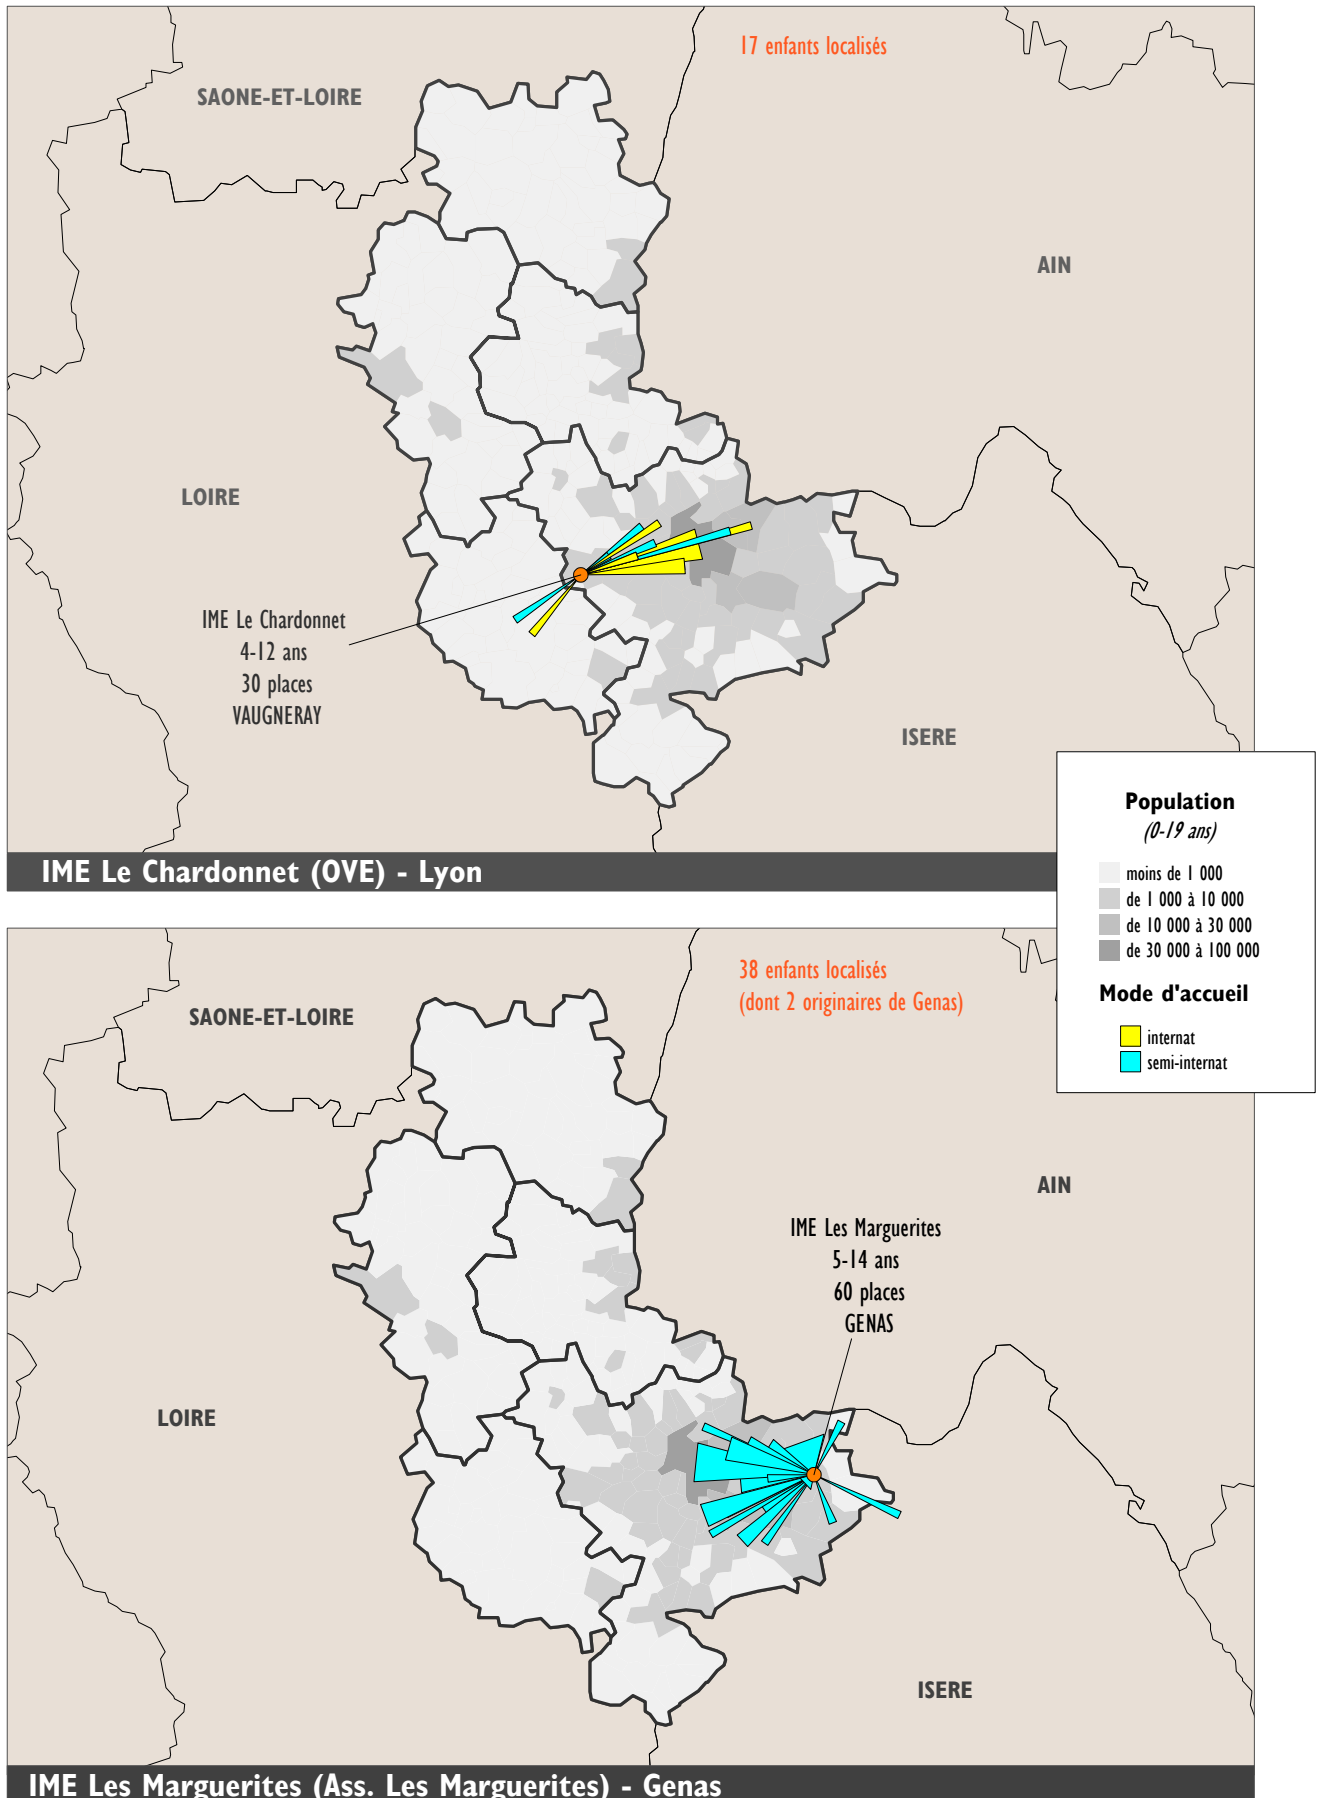 17 enfants localisés
SAONE-ET-LOIRE
AIN
LOIRE
IME Le Chardonnet
4-12 ans
30 places
VAUGNERAY
ISERE
IME Le Chardonnet (OVE) - Lyon
Population
(0-19 ans)
moins de 1 000
de 1 000 à 10 000
de 10 000 à 30 000
de 30 000 à 100 000
Mode d'accueil
internat
semi-internat
38 enfants localisés
(dont 2 originaires de Genas)
SAONE-ET-LOIRE
AIN
IME Les Marguerites
5-14 ans
60 places
GENAS
LOIRE
ISERE
IME Les Marguerites (Ass. Les Marguerites) - Genas